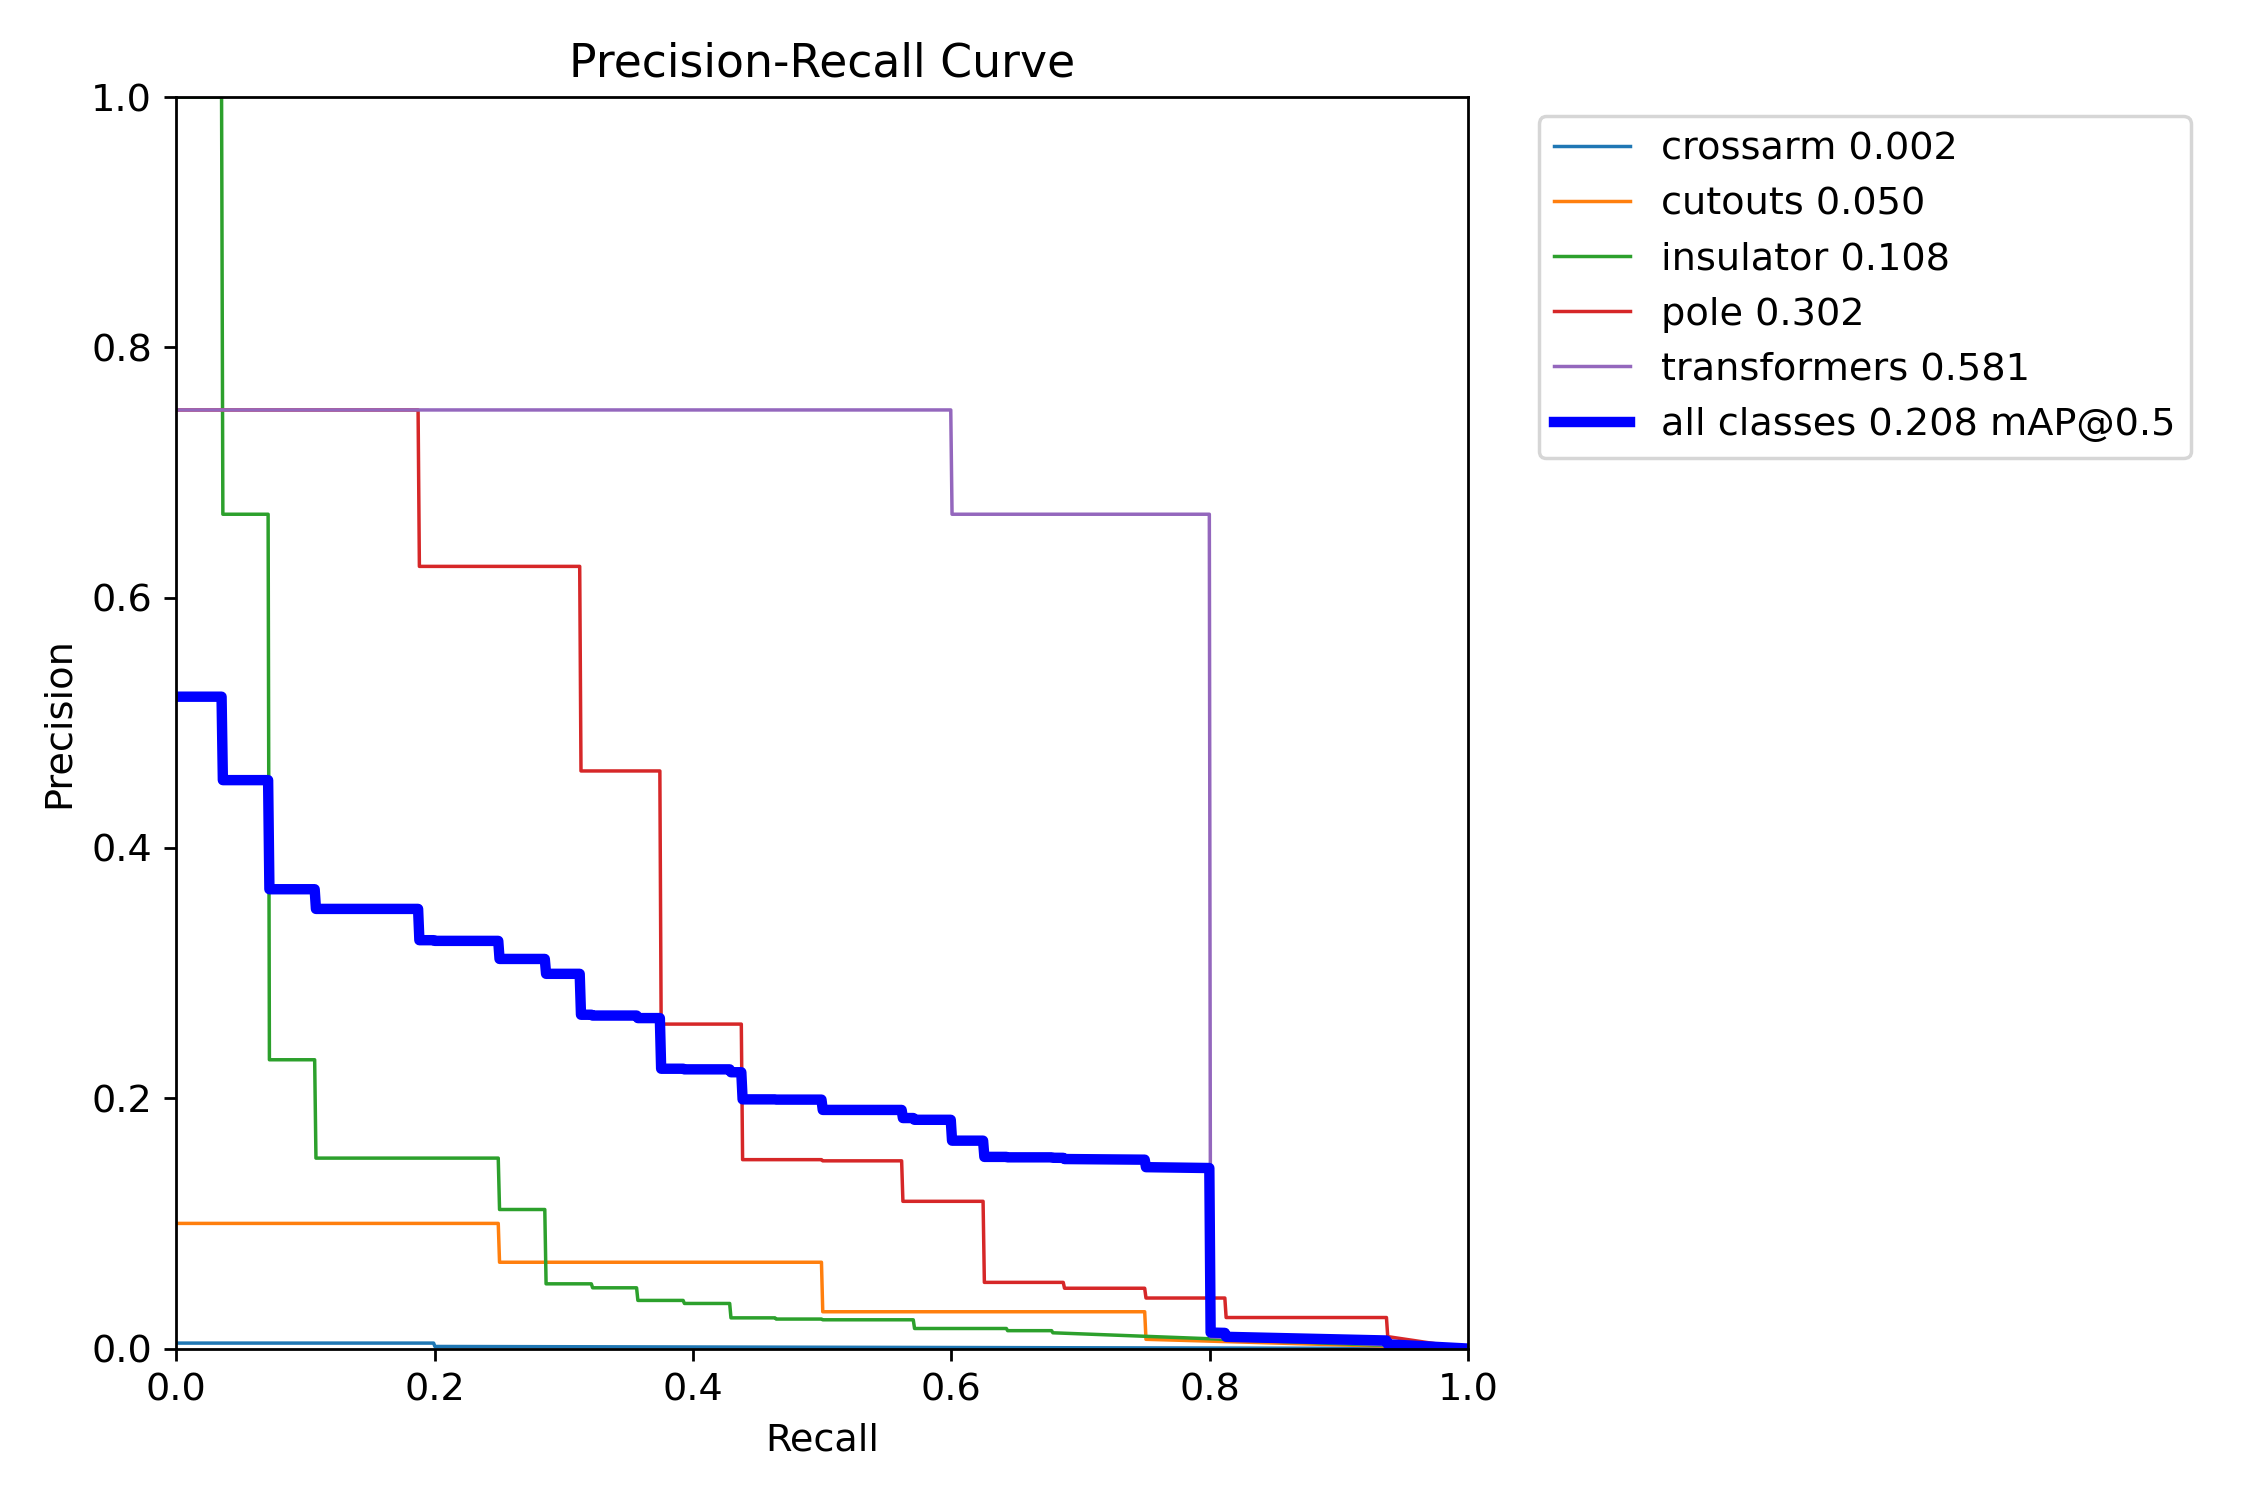 Precision-Recall Curve
1.0
0.8
0.6
0.4
0.2
0.0
Precision
0.0 0.2 0.4 0.6 0.8 1.0
Recall
crossarm 0.002
cutouts 0.050
insulator 0.108
pole 0.302
transformers 0.581
all classes 0.208 mAP@0.5